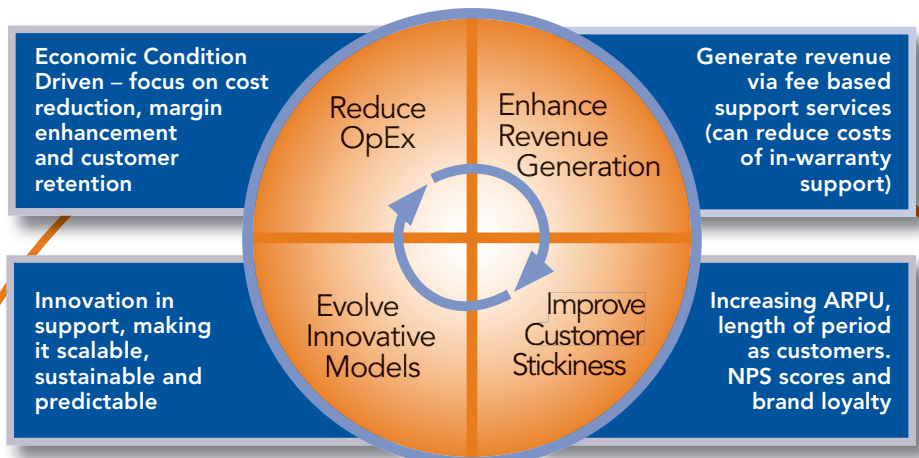 Economic Condition
Driven – focus on cost
reduction, margin
enhancement
and customer
retention
Reduce
OpEx
Enhance
Revenue
Generation
Generate revenue
via fee based
support services
(can reduce costs
of in-warranty
support)
Innovation in
support, making
it scalable,
sustainable and
predictable
Evolve
Innovative
Models
Improve
Customer
Stickiness
Increasing ARPU,
length of period
as customers.
NPS scores and
brand loyalty